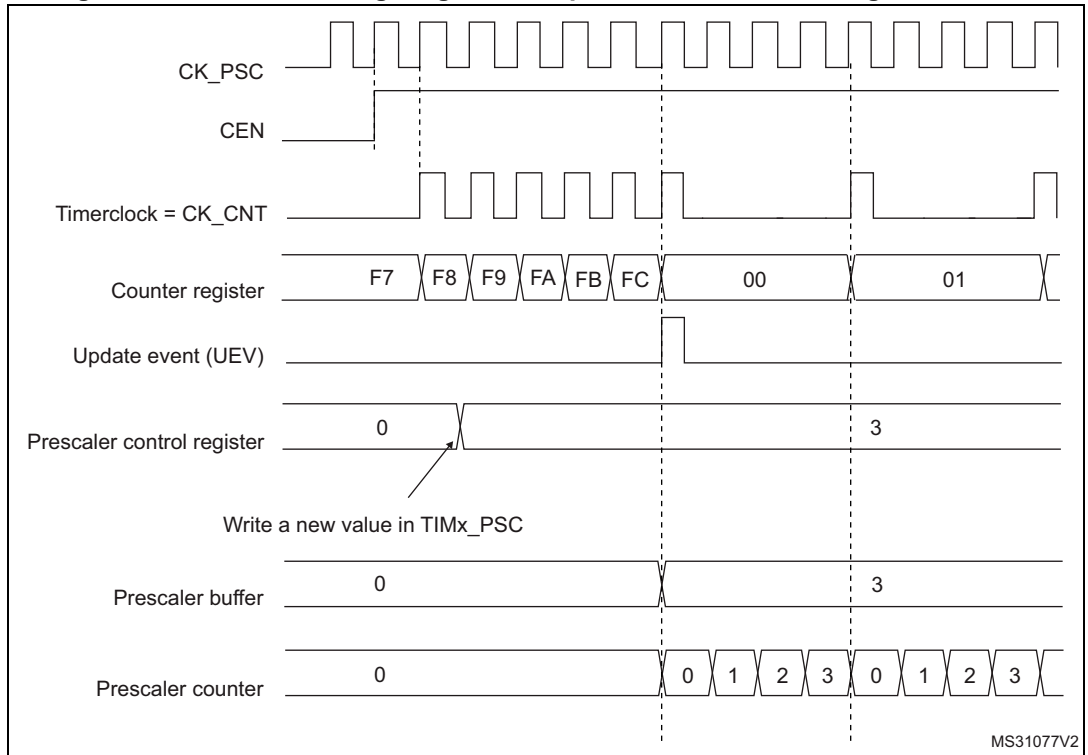 CK_PSC
CEN
Timerclock = CK_CNT
Counter register F7 F8 F9 FA FB FC 00 01
Update event (UEV)
Prescaler control register 0 3
Write a new value in TIMx_PSC
Prescaler buffer 0 3
Prescaler counter 0 0 1 2 3 0 1 2 3
MS31077V2